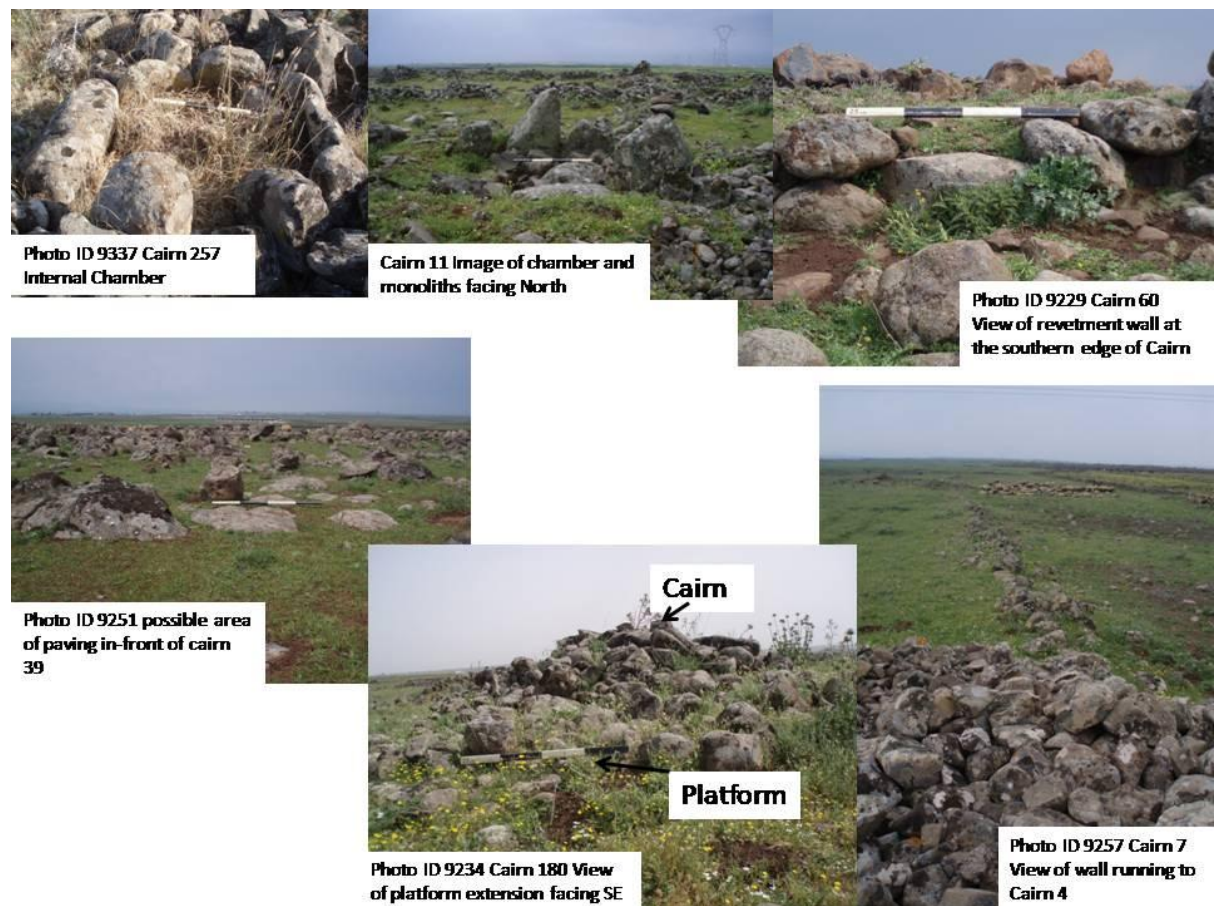 Photo ID 9337 Cairn 257
Internal Chamber
Cairn 11 Image of chamber and
monoliths facing North
Photo ID 9229 Cairn 60
View of revetment wall at
the southern edge of Cairn
Photo ID 9251 possible area
of paving in-front of cairn
39
Cairn
Platform
Photo ID 9234 Cairn 180 View
of platform extension facing SE
Photo ID 9257 Cairn 7
View of wall running to
Cairn 4